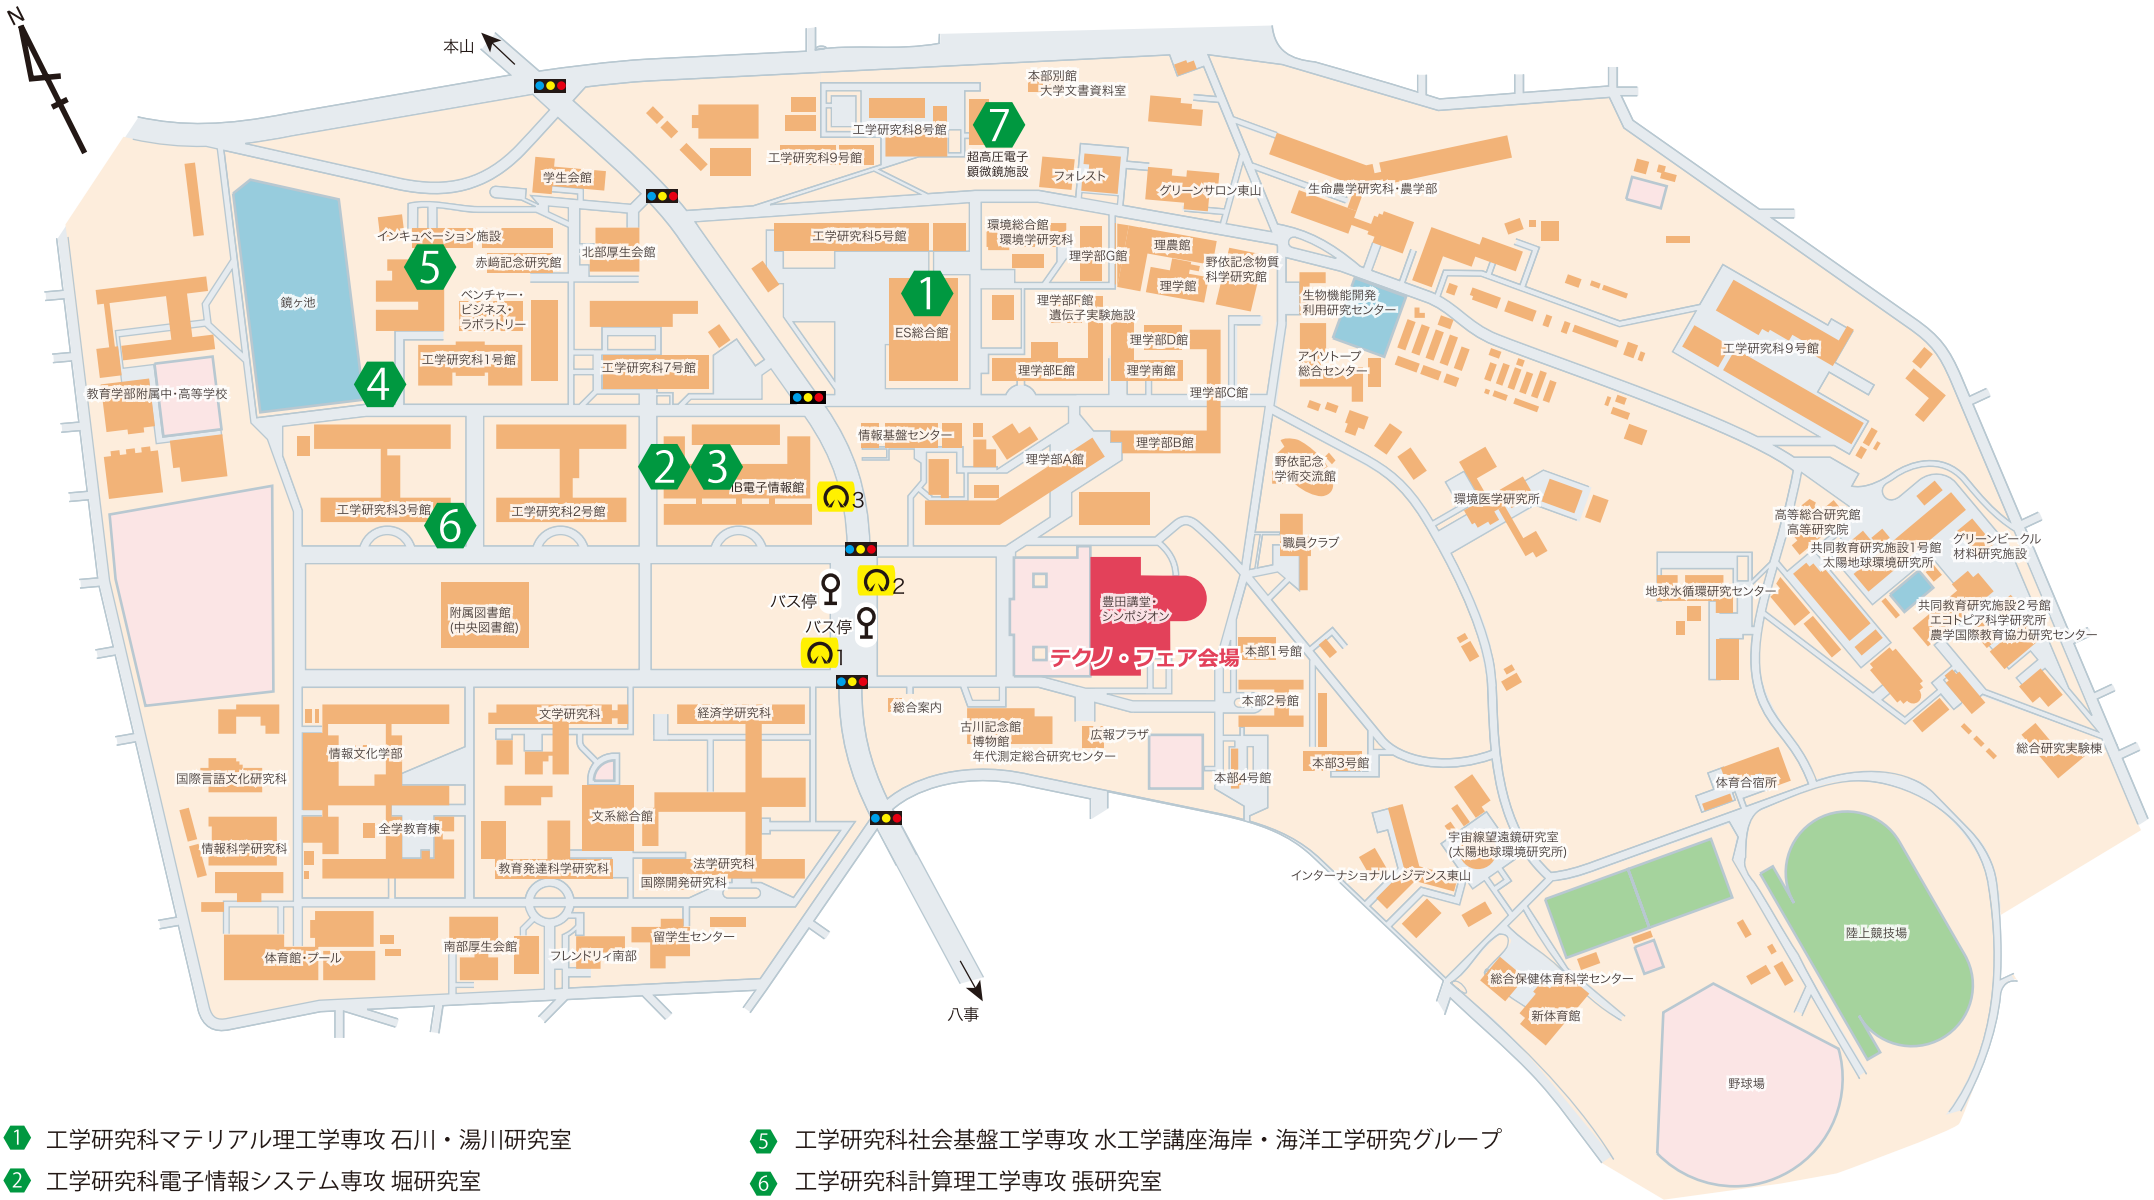 N
本山
本部別館
大学文書資料室
工学研究科8号館
7
工学研究科9号館
超高圧電子
顕微鏡施設
学生会館
フォレスト
グリーンサロン東山
生命農学研究科・農学部
インキュベーション施設
北部厚生会館
工学研究科5号館
環境総合館
環境学研究科
理学部G館
理農館
野依記念物質
科学研究館
赤﨑記念研究館
5
鏡ヶ池
ベンチャー・
ビジネス・
ラボラトリー
1
ES総合館
理学館
理学部F館
遺伝子実験施設
生物機能開発
利用研究センター
理学部D館
工学研究科9号館
工学研究科1号館
工学研究科7号館
理学部E館
理学南館
アイソトープ
総合センター
4
教育学部附属中・高等学校
理学部C館
情報基盤センター
理学部B館
理学部A館
野依記念
学術交流館
2
3
IB電子情報館
3
環境医学研究所
工学研究科3号館
6
工学研究科2号館
高等総合研究館
高等研究院
グリーンビークル
材料研究施設
職員クラブ
共同教育研究施設1号館
太陽地球環境研究所
2
バス停
バス停
1
附属図書館
(中央図書館)
豊田講堂・
シンポジオン
テクノ・フェア会場
地球水循環研究センター
共同教育研究施設2号館
エコトピア科学研究所
農学国際教育協力研究センター
本部1号館
本部2号館
総合案内
古川記念館
博物館
年代測定総合研究センター
広報プラザ
文学研究科
経済学研究科
情報文化学部
本部3号館
本部4号館
総合研究実験棟
国際言語文化研究科
体育合宿所
文系総合館
全学教育棟
情報科学研究科
宇宙線望遠鏡研究室
(太陽地球環境研究所)
教育発達科学研究科
法学研究科
国際開発研究科
インターナショナルレジデンス東山
陸上競技場
南部厚生会館
フレンドリィ南部
留学生センター
体育館・プール
総合保健体育科学センター
新体育館
八事
野球場
1 工学研究科マテリアル理工学専攻 石川・湯川研究室
2 工学研究科電子情報システム専攻 堀研究室
5 工学研究科社会基盤工学専攻 水工学講座海岸・海洋工学研究グループ
6 工学研究科計算理工学専攻 張研究室